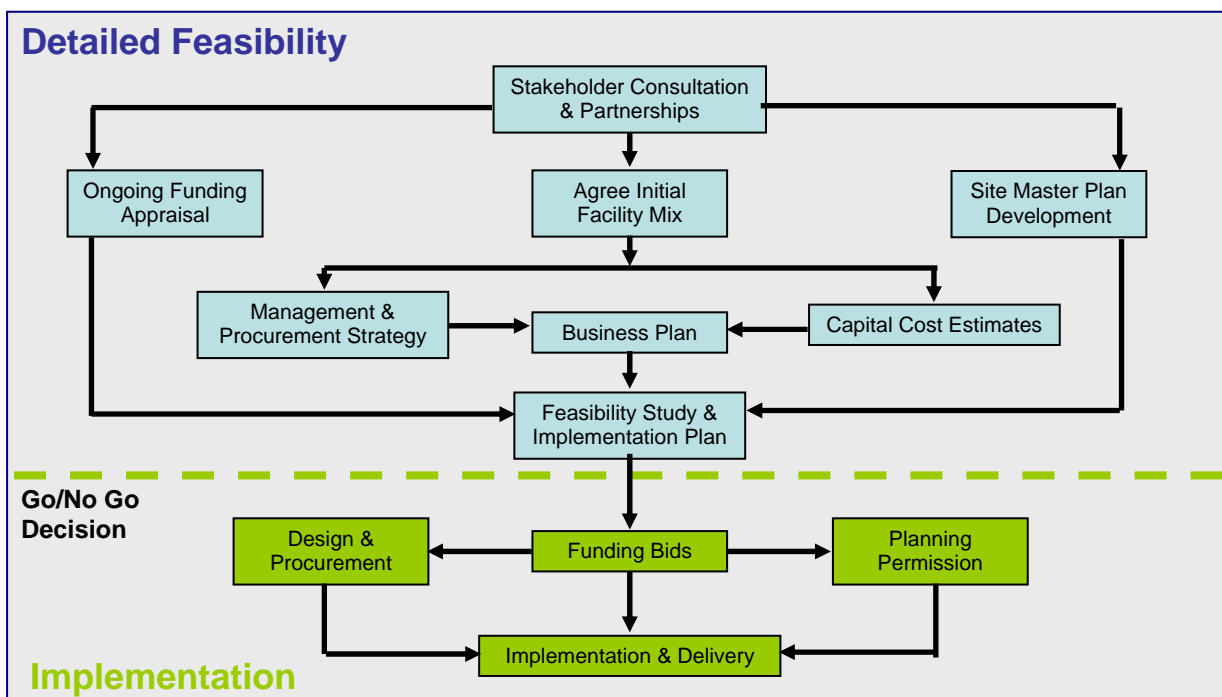 Detailed Feasibility
Stakeholder Consultation
& Partnerships
Ongoing Funding
Appraisal
Agree Initial
Facility Mix
Site Master Plan
Development
Management &
Procurement Strategy
Business Plan
Capital Cost Estimates
Feasibility Study &
Implementation Plan
Go/No Go
Decision
Design &
Procurement
Funding Bids
Planning
Permission
Implementation & Delivery
Implementation